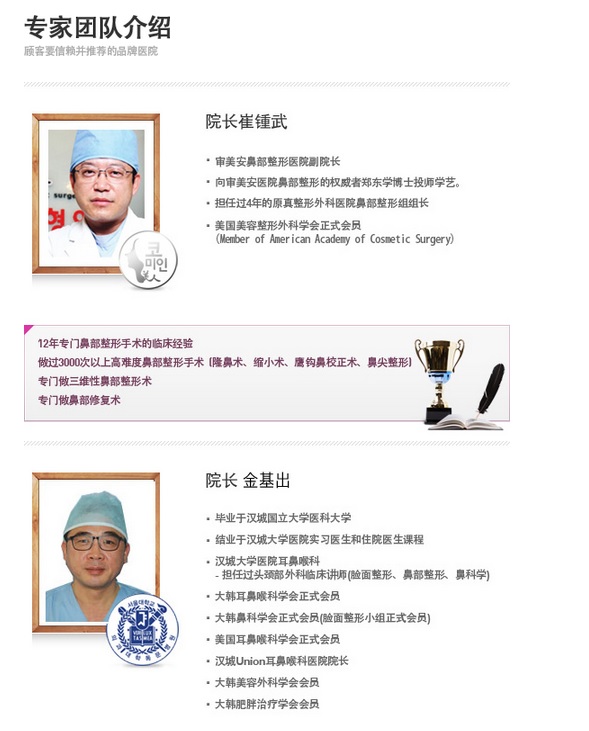 专家团队介绍
顾客要信赖并推荐的品牌医院
院长崔锺武
· 审美安鼻部整形医院副院长
· 向审美安医院鼻部整形的权威者郑东学博士投师学艺。
· 担任过4年的原真整形外科医院鼻部整形组组长
· 美国美容整形外科学会正式会员
(Member of American Academy of Cosmetic Surgery)
코
미인
美人
12年专门鼻部整形手术的临床经验
做过3000次以上高难度鼻部整形手术 (隆鼻术、缩小术、鹰钩鼻校正术、鼻尖整形)
专门做三维性鼻部整形术
专门做鼻部修复术
院长 金基出
· 毕业于汉城国立大学医科大学
· 结业于汉城大学医院实习医生和住院医生课程
· 汉城大学医院耳鼻喉科
- 担任过头颈部外科临床讲师(脸面整形、鼻部整形、鼻科学)
· 大韩耳鼻喉科学会正式会员
· 大韩鼻科学会正式会员(脸面整形小组正式会员)
· 美国耳鼻喉科学会正式会员
· 汉城Union耳鼻喉科医院院长
· 大韩美容外科学会会员
· 大韩肥胖治疗学会会员
서울대학교
VERI LUX
TAS MEA